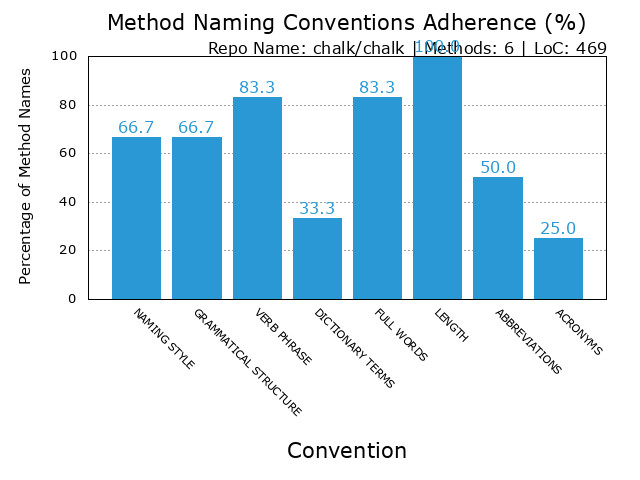 Method Naming Conventions Adherence (%)
Repo Name: chalk/chalk | Methods: 6 | LoC: 469
Percentage of Method Names
100
80
60
40
20
0
66.7
66.7
83.3
33.3
83.3
100.0
50.0
25.0
NAMING STYLE
GRAMMATICAL STRUCTURE
VERB PHRASE
DICTIONARY TERMS
FULL WORDS
LENGTH
ABBREVIATIONS
ACRONYMS
Convention